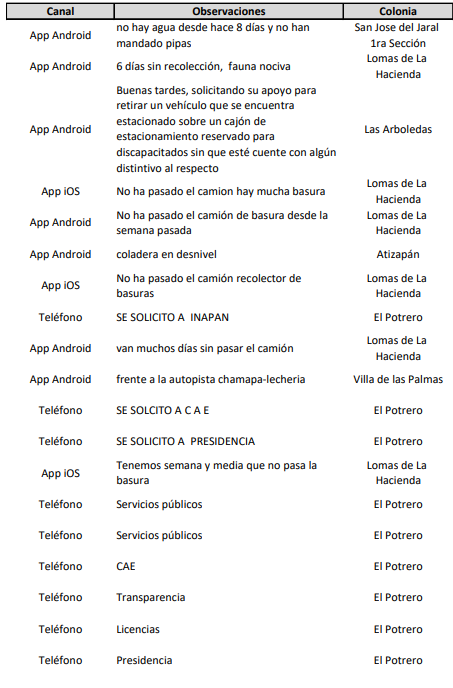 Canal Observaciones Colonia
App Android no hay agua desde hace 8 días y no han San Jose del Jaral
mandado pipas 1ra Sección
App Android 6 días sin recolección, fauna nociva Lomas de La
Hacienda
Buenas tardes, solicitando su apoyo para
retirar un vehículo que se encuentra
estacionado sobre un cajón de
App Android estacionamiento reservado para Las Arboledas
discapacitados sin que esté cuente con algún
distintivo al respecto
App iOS No ha pasado el camion hay mucha basura Lomas de La
Hacienda
App Android No ha pasado el camión de basura desde la Lomas de La
semana pasada Hacienda
App Android coladera en desnivel Atizapán
App iOS No ha pasado el camión recolector de Lomas de La
basuras Hacienda
Teléfono SE SOLICITO A INAPAN El Potrero
App Android van muchos días sin pasar el camión Lomas de La
Hacienda
App Android frente a la autopista chamapa-lecheria Villa de las Palmas
Teléfono SE SOLCITO A C A E El Potrero
Teléfono SE SOLICITO A PRESIDENCIA El Potrero
App iOS Tenemos semana y media que no pasa la Lomas de La
basura Hacienda
Teléfono Servicios públicos El Potrero
Teléfono Servicios públicos El Potrero
Teléfono CAE El Potrero
Teléfono Transparencia El Potrero
Teléfono Licencias El Potrero
Teléfono Presidencia El Potrero